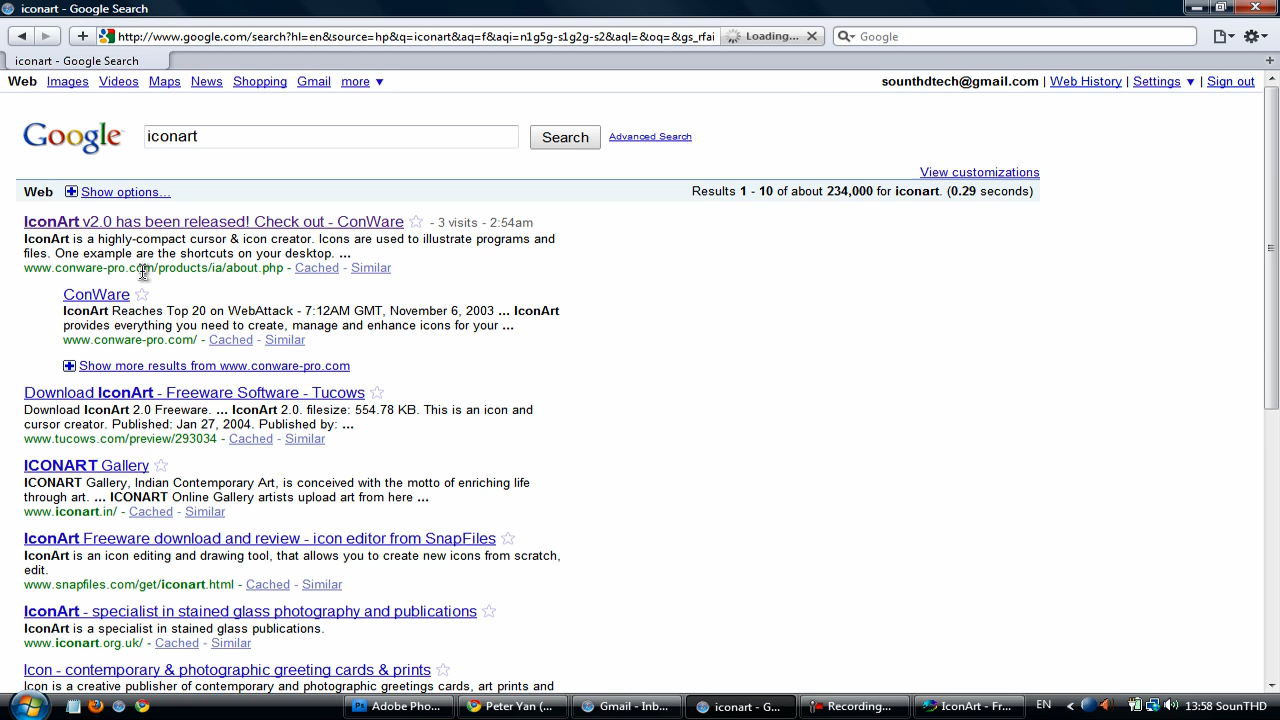 iconart - Google Search
http://www.google.com/search?hl=en&source=hp&q=iconart&aq=f&aqi=n1g5g-s1g2g-s2&aql=&oq=&gs_rfai
Loading...
Google
iconart - Google Search
Web Images Videos Maps News Shopping Gmail more ▼
sounthdtech@gmail.com | Web History | Settings ▼ | Sign out
Google
iconart
Search
Advanced Search
View customizations
Web Show options...
Results 1 - 10 of about 234,000 for iconart. (0.29 seconds)
IconArt v2.0 has been released! Check out - ConWare - 3 visits - 2:54am
IconArt is a highly-compact cursor & icon creator. Icons are used to illustrate programs and
files. One example are the shortcuts on your desktop. ...
www.conware-pro.com/products/ia/about.php - Cached - Similar
ConWare
IconArt Reaches Top 20 on WebAttack - 7:12AM GMT, November 6, 2003 ... IconArt
provides everything you need to create, manage and enhance icons for your ...
www.conware-pro.com/ - Cached - Similar
Show more results from www.conware-pro.com
Download IconArt - Freeware Software - Tucows
Download IconArt 2.0 Freeware. ... IconArt 2.0. filesize: 554.78 KB. This is an icon and
cursor creator. Published: Jan 27, 2004. Published by: ...
www.tucows.com/preview/293034 - Cached - Similar
ICONART Gallery
ICONART Gallery, Indian Contemporary Art, is conceived with the motto of enriching life
through art. ... ICONART Online Gallery artists upload art from here ...
www.iconart.in/ - Cached - Similar
IconArt Freeware download and review - icon editor from SnapFiles
IconArt is an icon editing and drawing tool, that allows you to create new icons from scratch,
edit.
www.snapfiles.com/get/iconart.html - Cached - Similar
IconArt - specialist in stained glass photography and publications
IconArt is a specialist in stained glass publications.
www.iconart.org.uk/ - Cached - Similar
Icon - contemporary & photographic greeting cards & prints
Icon is a creative publisher of contemporary and photographic greetings cards, art prints and
Adobe Pho...
Peter Yan (...
Gmail - Inb...
iconart - G...
Recording...
IconArt - Fr...
EN
13:58 SounTHD